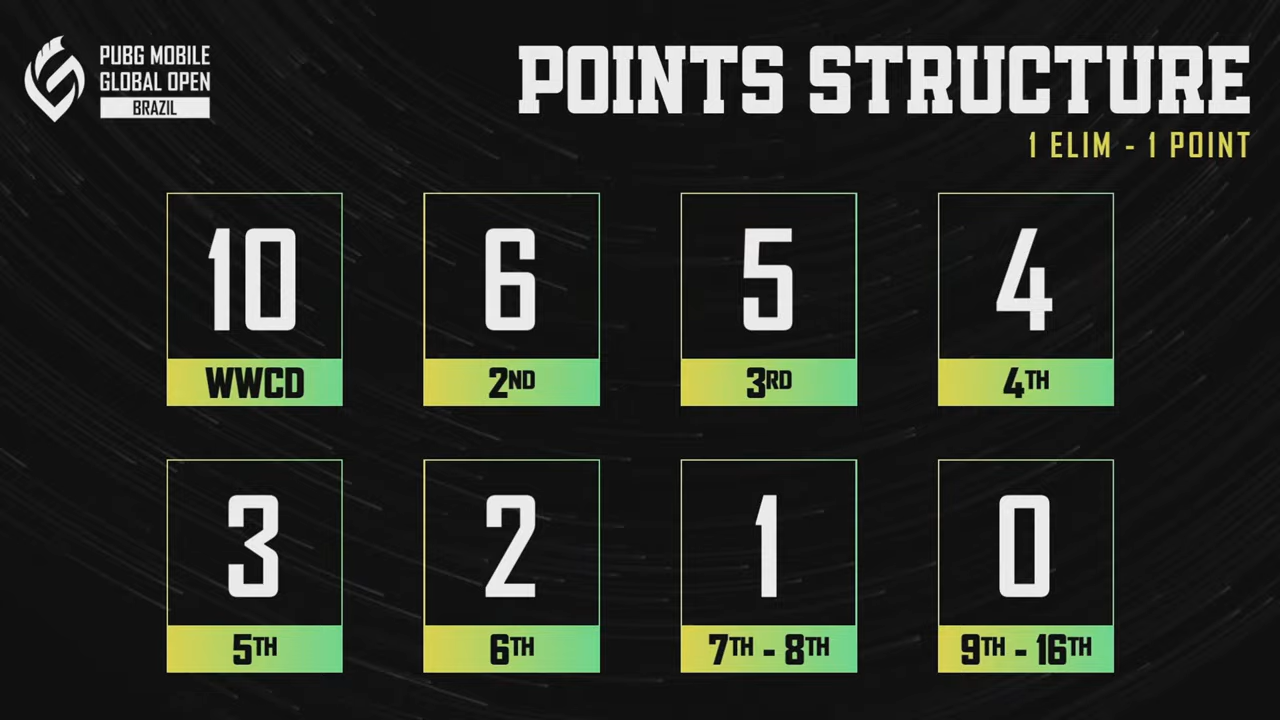 PUBG MOBILE
GLOBAL OPEN
BRAZIL
POINTS STRUCTURE
1 ELIM - 1 POINT
10
WWCD
6
2ND
5
3RD
4
4TH
3
5TH
2
6TH
1
7TH - 8TH
0
9TH - 16TH